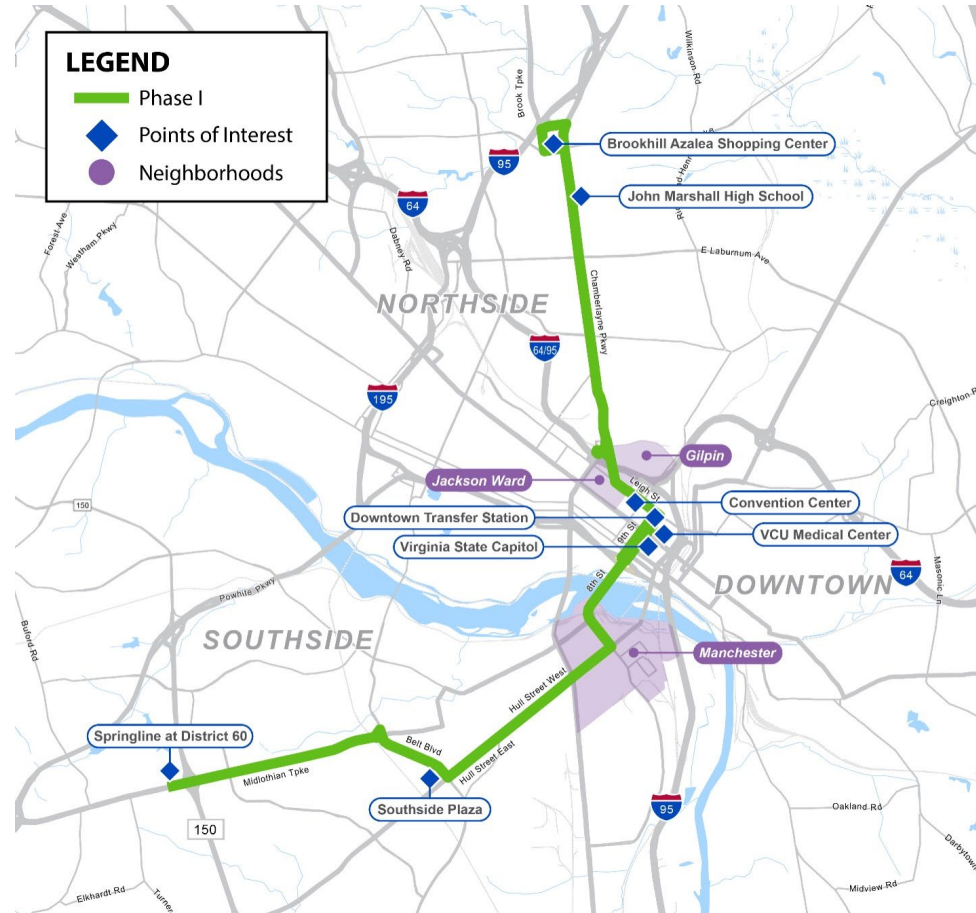 LEGEND
Phase I
Points of Interest
Neighborhoods
Brook Tpke
Wilkinson Rd
Brookhill Azalea Shopping Center
95
John Marshall High School
64
Forest Ave
Westham Pkwy
Dabney Rd
E Laburnum Ave
NORTHSIDE
Chamberlayne Pkwy
64/95
195
Creighton R
Gilpin
Jackson Ward
Leigh St
150
Convention Center
Downtown Transfer Station
9th St
VCU Medical Center
Virginia State Capitol
64
8th St
DOWNTOWN
Masonic Ln
Powhite Pkwy
SOUTHSIDE
Buford Rd
Manchester
Hull Street West
Springline at District 60
Belt Blvd
Hull Street East
Midlothian Tpke
Southside Plaza
95
Oakland Rd
150
Darbytown
Elkhardt Rd
Turner
Midview Rd